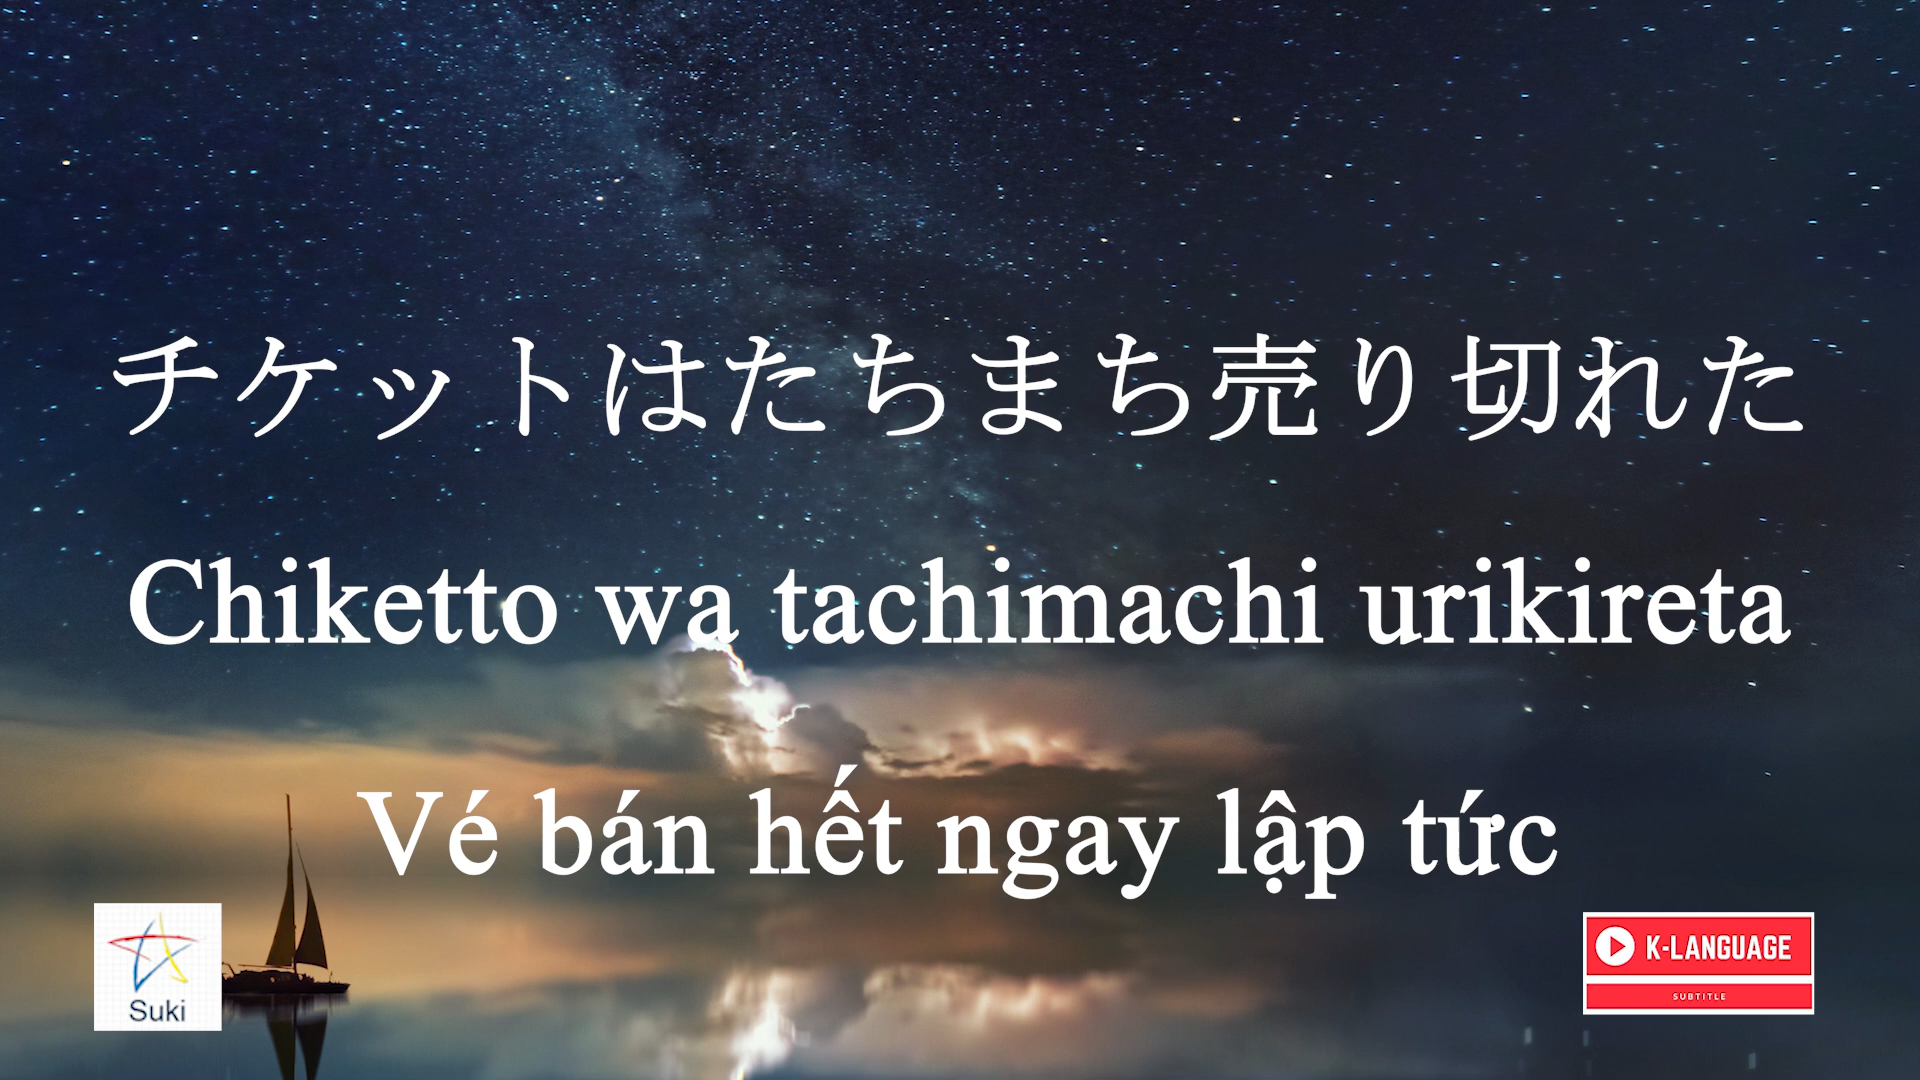 チケットはたちまち売り切れた
Chiketto wa tachimachi urikireta
Vé bán hết ngay lập tức
Suki
K-LANGUAGE
SUBTITLE